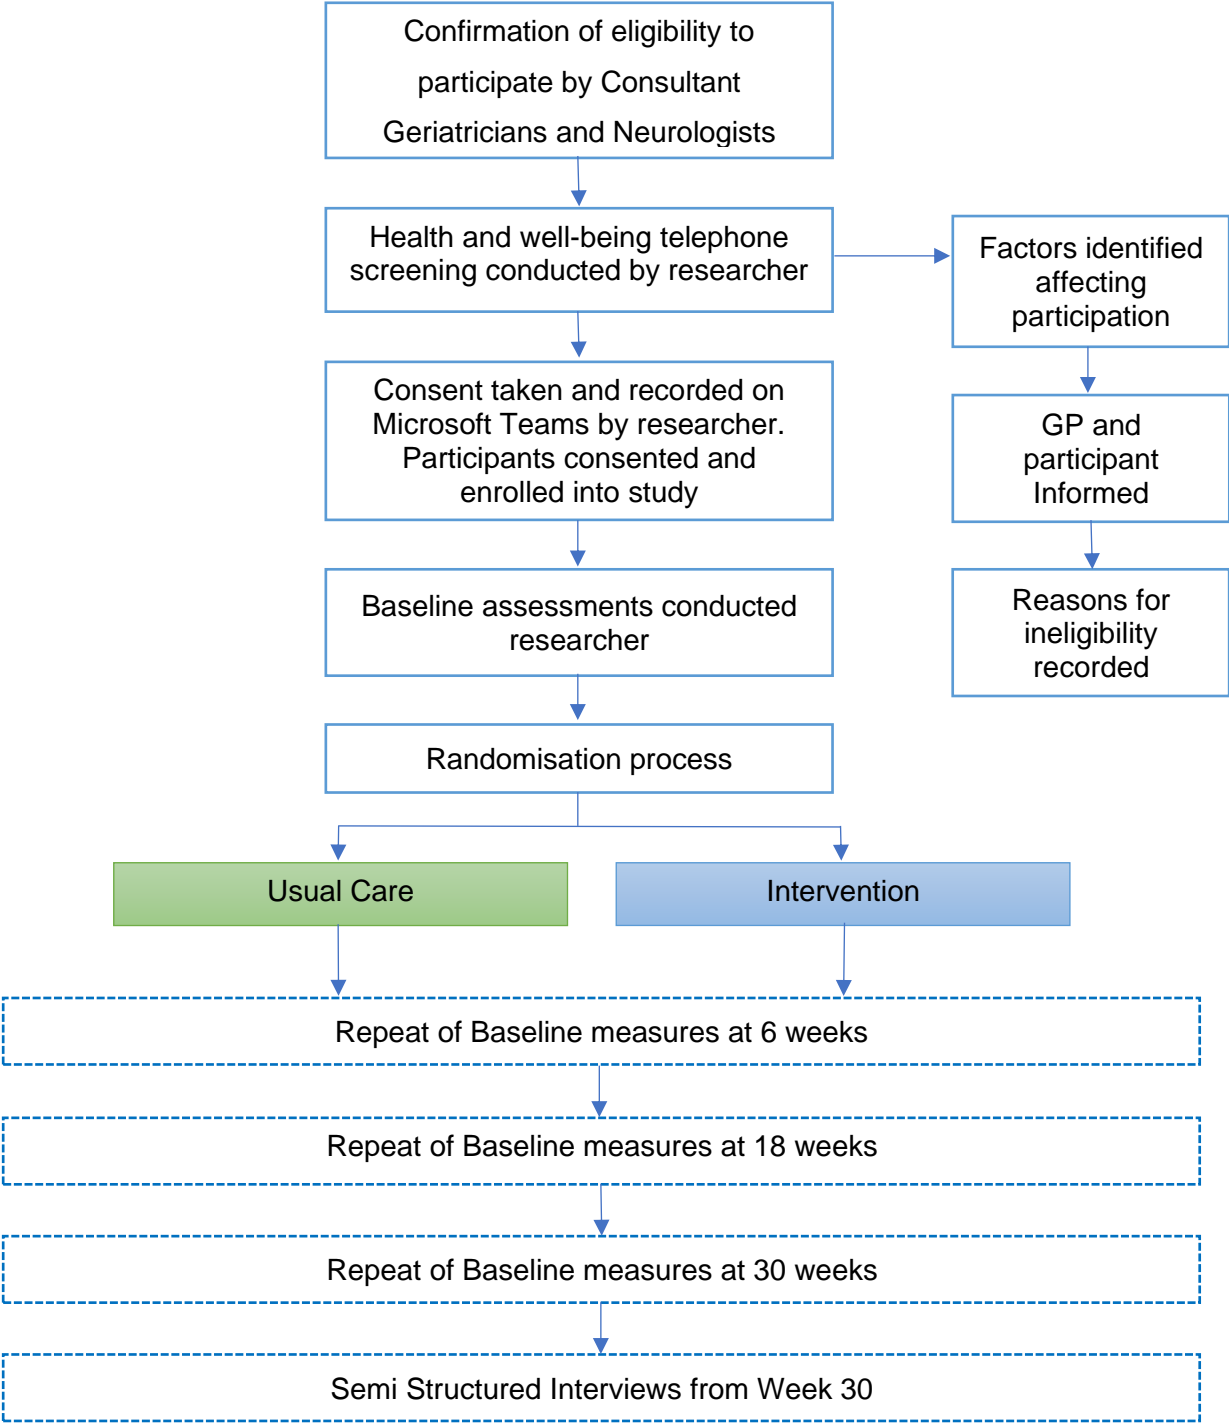 Confirmation of eligibility to
participate by Consultant
Geriatricians and Neurologists
Health and well-being telephone
screening conducted by researcher
Factors identified
affecting
participation
Consent taken and recorded on
Microsoft Teams by researcher.
Participants consented and
enrolled into study
GP and
participant
Informed
Baseline assessments conducted
researcher
Reasons for
ineligibility
recorded
Randomisation process
Usual Care
Intervention
Repeat of Baseline measures at 6 weeks
Repeat of Baseline measures at 18 weeks
Repeat of Baseline measures at 30 weeks
Semi Structured Interviews from Week 30